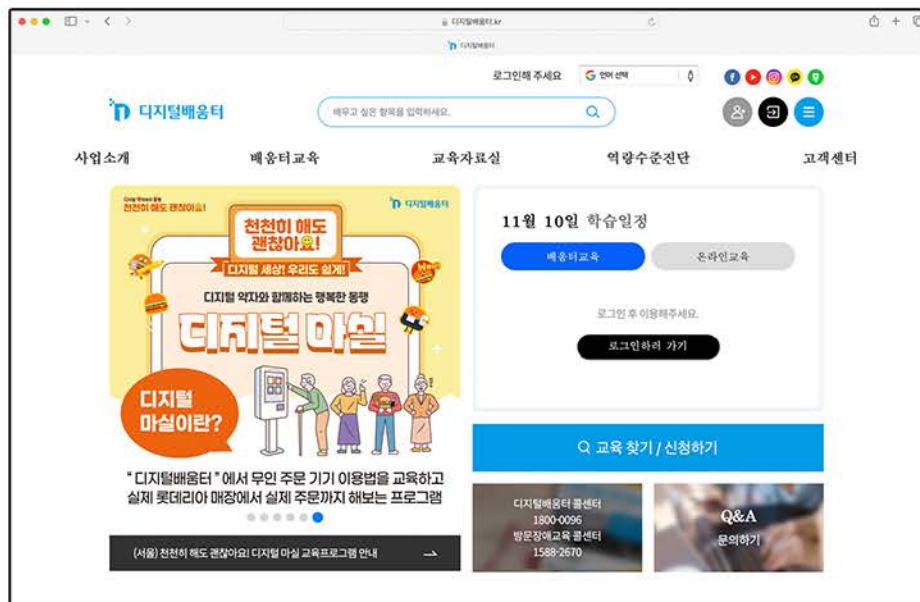 디지털배움터.kr
디지털배움터
로그인해 주세요
언어 선택
디지털배움터
배우고 싶은 항목을 입력하세요.
사업소개
배움터교육
교육자료실
역량수준진단
고객센터
천천히 해도 괜찮아요!
디지털배움터
천천히 해도
괜찮아요!
디지털 세상! 우리도 쉽게!
디지털 약자와 함께하는 행복한 동행
디지털 마실
디지털
마실이란?
“ 디지털배움터 ” 에서 무인 주문 기기 이용법을 교육하고
실제 롯데리아 매장에서 실제 주문까지 해보는 프로그램
(서울) 천천히 해도 괜찮아요! 디지털 마실 교육프로그램 안내
11월 10일 학습일정
배움터교육
온라인교육
로그인 후 이용해주세요.
로그인하러 가기
교육 찾기 / 신청하기
디지털배움터 콜센터
1800-0096
방문장애교육 콜센터
1588-2670
Q&A
문의하기